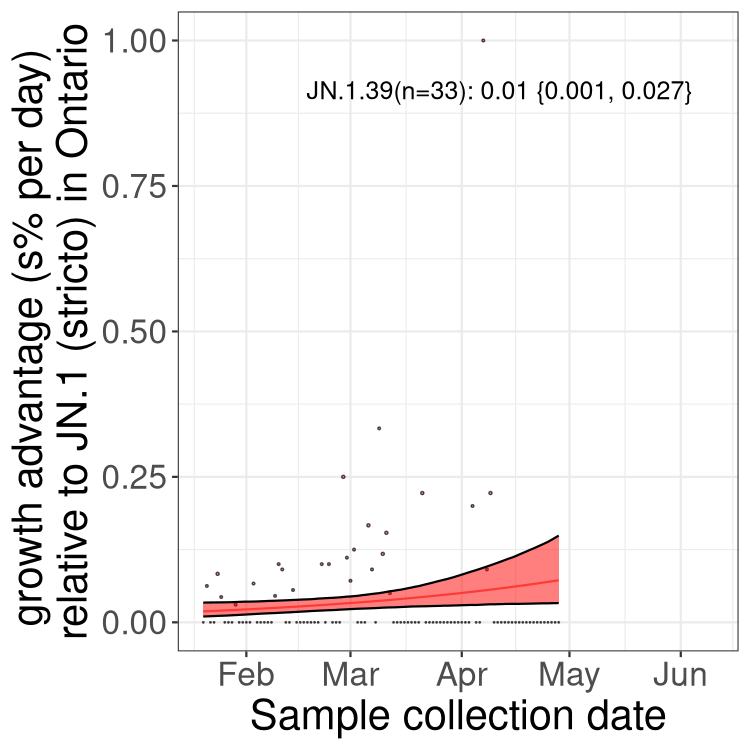 growth advantage (s% per day)
relative to JN.1 (stricto) in Ontario
1.00
JN.1.39(n=33): 0.01 {0.001, 0.027}
0.75
0.50
0.25
0.00
Feb Mar Apr May Jun
Sample collection date